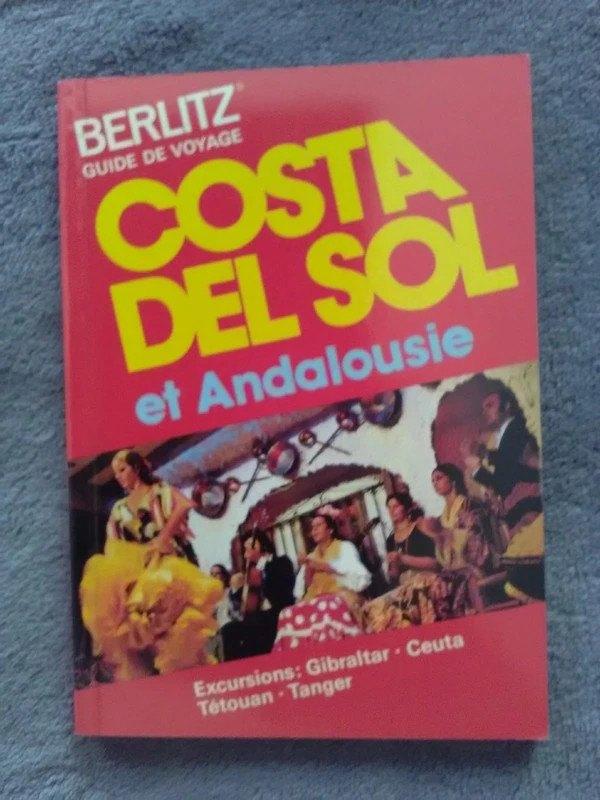 BERLITZ®
GUIDE DE VOYAGE
COSTA
DEL SOL
et Andalousie
Excursions: Gibraltar · Ceuta
Tétouan · Tanger